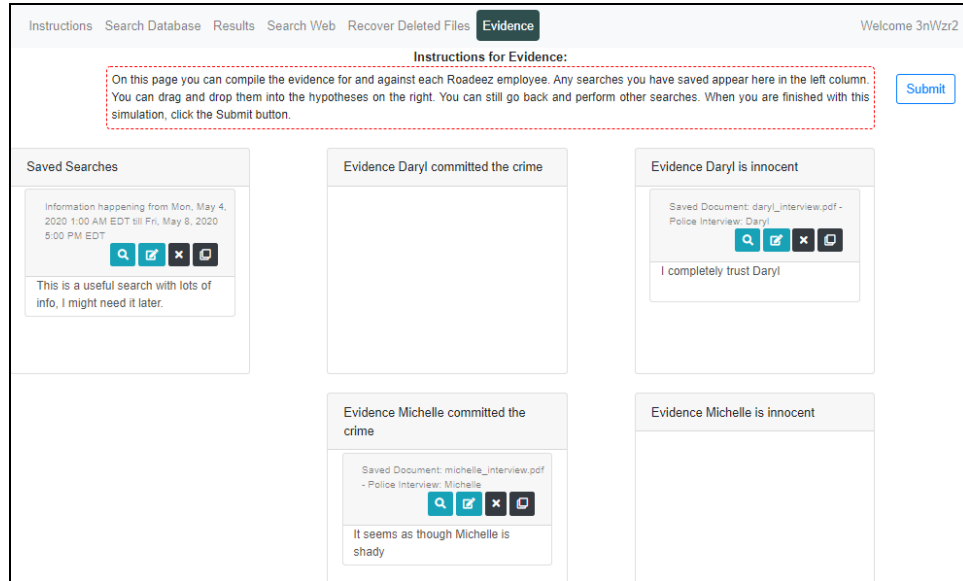 Instructions Search Database Results Search Web Recover Deleted Files Evidence Welcome 3nWzr2
Instructions for Evidence:
On this page you can compile the evidence for and against each Roadeez employee. Any searches you have saved appear here in the left column.
You can drag and drop them into the hypotheses on the right. You can still go back and perform other searches. When you are finished with this
simulation, click the Submit button.
Submit
Saved Searches
Information happening from Mon, May 4,
2020 1:00 AM EDT till Fri, May 8, 2020
5:00 PM EDT
This is a useful search with lots of
info, I might need it later.
Evidence Daryl committed the crime
Evidence Daryl is innocent
Saved Document: daryl_interview.pdf -
Police Interview: Daryl
I completely trust Daryl
Evidence Michelle committed the
crime
Saved Document: michelle_interview.pdf
- Police Interview: Michelle
It seems as though Michelle is
shady
Evidence Michelle is innocent